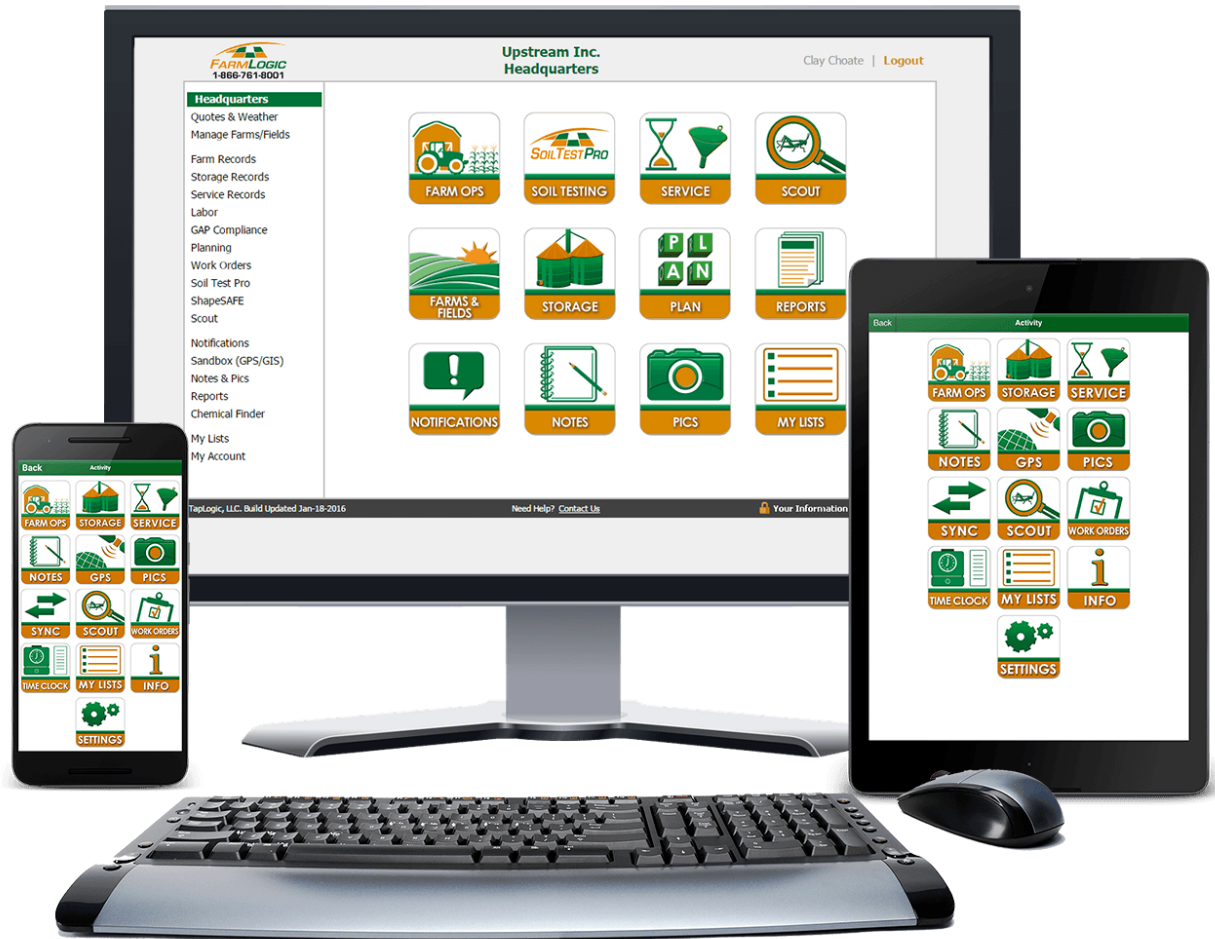 FARMLOGIC
1-866-761-8001
Upstream Inc.
Headquarters
Clay Choate | Logout
Headquarters
Quotes & Weather
Manage Farms/Fields
Farm Records
Storage Records
Service Records
Labor
GAP Compliance
Planning
Work Orders
Soil Test Pro
ShapeSAFE
Scout
Notifications
Sandbox (GPS/GIS)
Notes & Pics
Reports
Chemical Finder
My Lists
My Account
FARM OPS
SOILTESTPRO
SOIL TESTING
SERVICE
SCOUT
FARMS &
FIELDS
STORAGE
PLAN
PLAN
REPORTS
NOTIFICATIONS
NOTES
PICS
MY LISTS
TapLogic, LLC. Build Updated Jan-18-2016
Need Help? Contact Us
Your Information
Back
Activity
FARM OPS
STORAGE
SERVICE
NOTES
GPS
PICS
SYNC
SCOUT
WORK ORDERS
TIME CLOCK
MY LISTS
INFO
SETTINGS
Back
Activity
FARM OPS
STORAGE
SERVICE
NOTES
GPS
PICS
SYNC
SCOUT
WORK ORDERS
TIME CLOCK
MY LISTS
INFO
SETTINGS